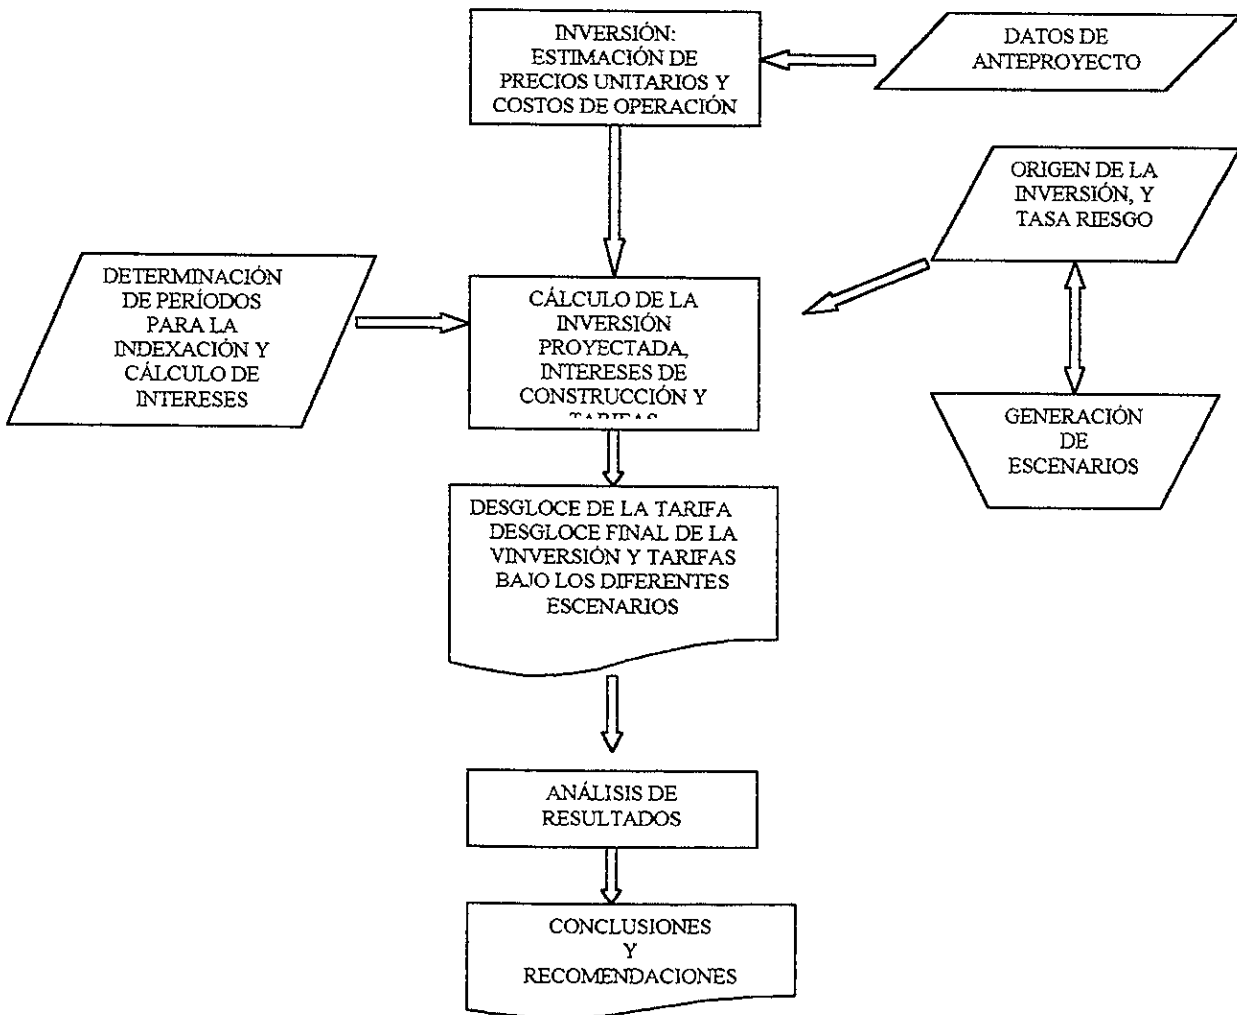 INVERSIÓN:
ESTIMACIÓN DE
PRECIOS UNITARIOS Y
COSTOS DE OPERACIÓN
DATOS DE
ANTEPROYECTO
ORIGEN DE LA
INVERSIÓN, Y
TASA RIESGO
DETERMINACIÓN
DE PERÍODOS
PARA LA
INDEXACIÓN Y
CÁLCULO DE
INTERESES
CÁLCULO DE LA
INVERSIÓN
PROYECTADA,
INTERESES DE
CONSTRUCCIÓN Y
TARIFAS
GENERACIÓN
DE
ESCENARIOS
DESGLOCE DE LA TARIFA
DESGLOCE FINAL DE LA
VINVERSIÓN Y TARIFAS
BAJO LOS DIFERENTES
ESCENARIOS
ANÁLISIS DE
RESULTADOS
CONCLUSIONES
Y
RECOMENDACIONES